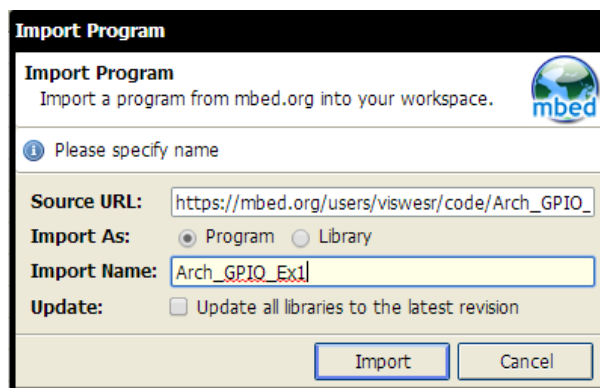 Import Program
Import Program
Import a program from mbed.org into your workspace.
mbed
Please specify name
Source URL: https://mbed.org/users/viswesr/code/Arch_GPIO_
Import As: Program Library
Import Name: Arch_GPIO_Ex1
Update: Update all libraries to the latest revision
Import Cancel